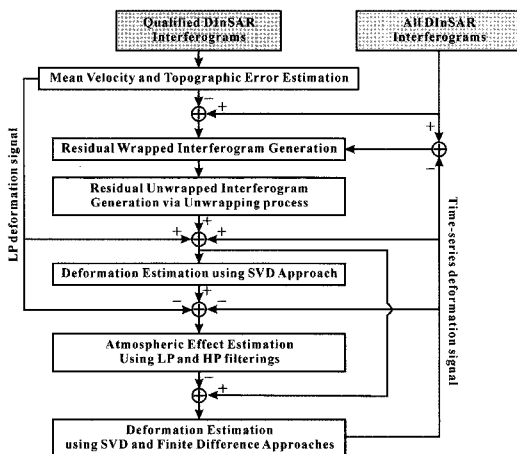 Qualified DInSAR
Interferograms
All DInSAR
Interferograms
Mean Velocity and Topographic Error Estimation
−
+
+
Residual Wrapped Interferogram Generation
−
Residual Unwrapped Interferogram
Generation via Unwrapping process
+
+
+
LP deformation signal
Time-series deformation signal
Deformation Estimation using SVD Approach
+
−
−
Atmospheric Effect Estimation
Using LP and HP filterings
−
+
Deformation Estimation
using SVD and Finite Difference Approaches